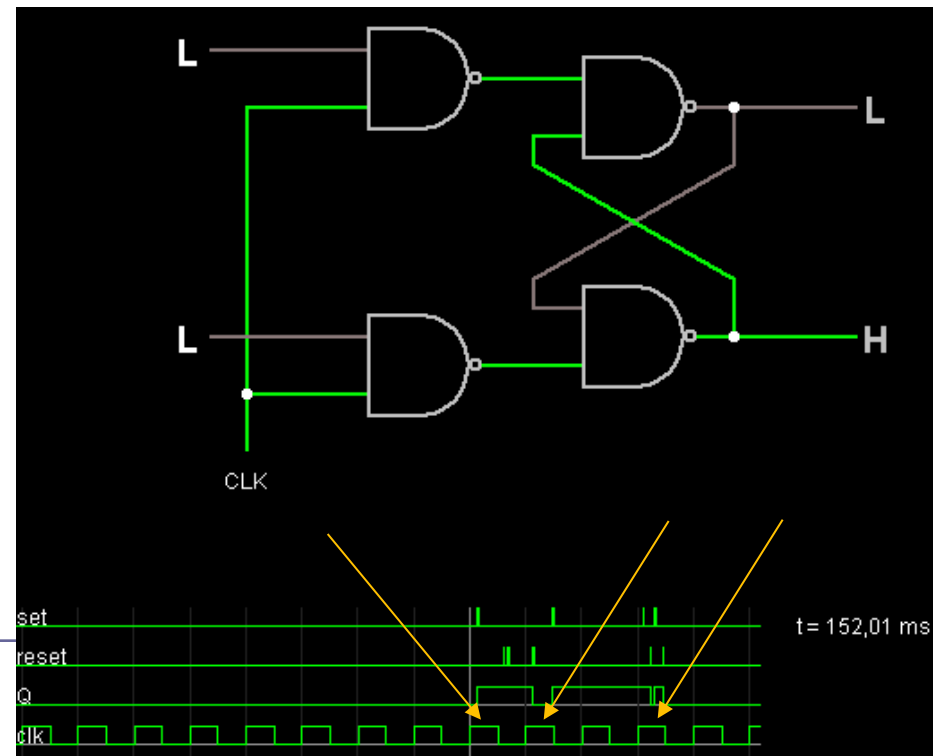 L
L
L
H
CLK
set
t= 152,01 ms
reset
Q
clk